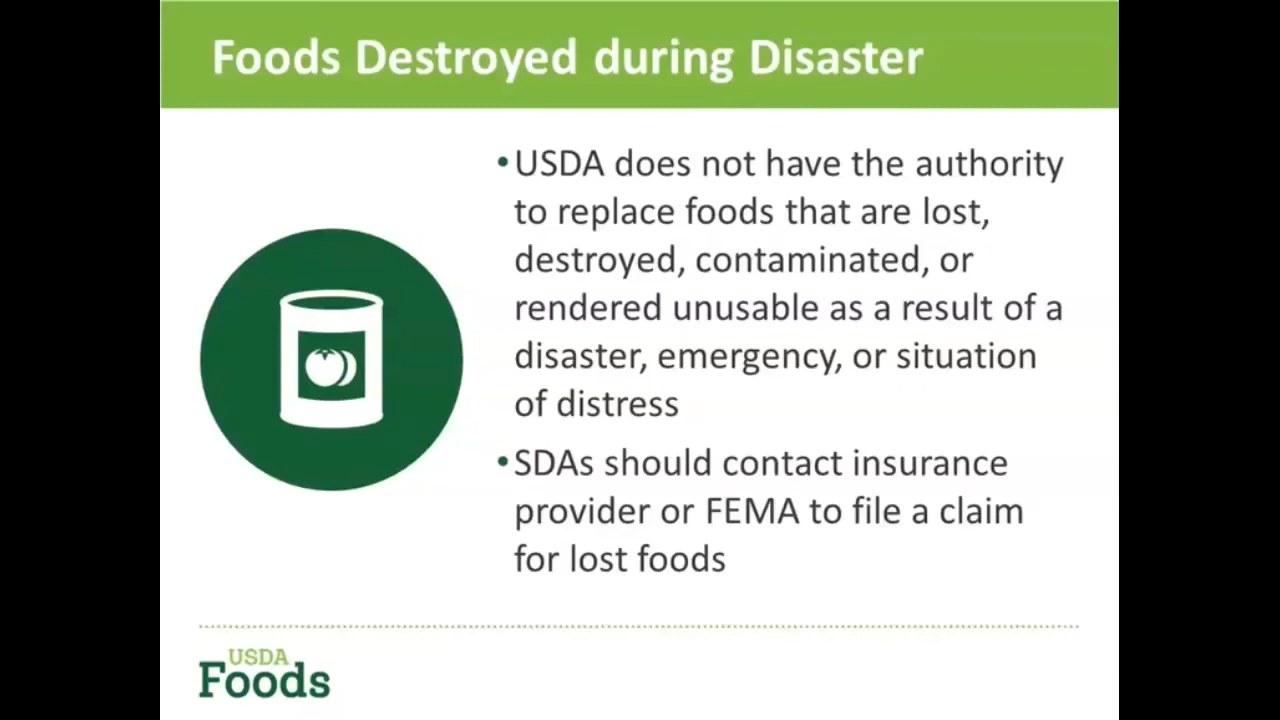 Foods Destroyed during Disaster
•USDA does not have the authority
to replace foods that are lost,
destroyed, contaminated, or
rendered unusable as a result of a
disaster, emergency, or situation
of distress
•SDAs should contact insurance
provider or FEMA to file a claim
for lost foods
USDA
Foods